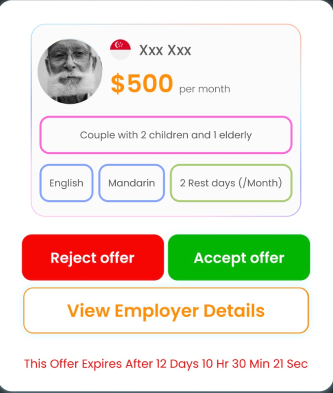 Xxx Xxx
$500 per month
Couple with 2 children and 1 elderly
English Mandarin 2 Rest days (/Month)
Reject offer Accept offer
View Employer Details
This Offer Expires After 12 Days 10 Hr 30 Min 21 Sec